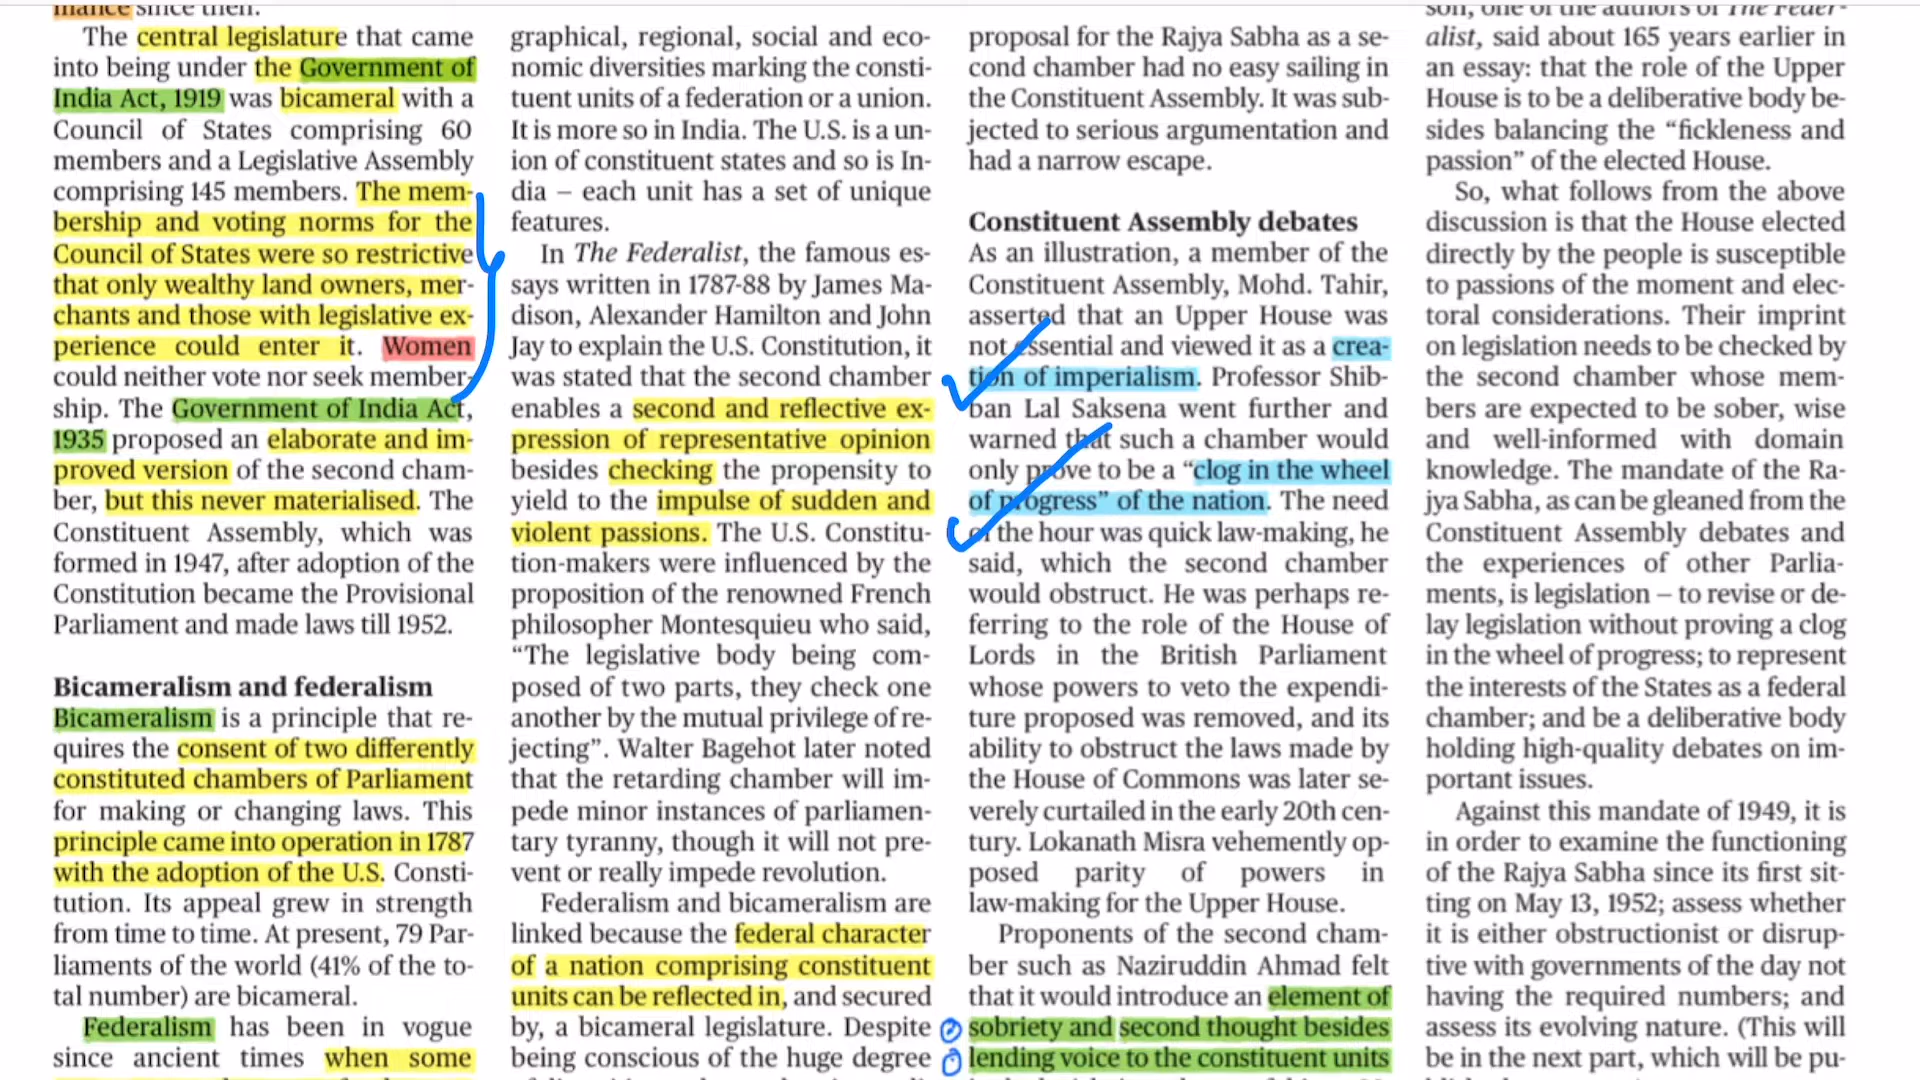 mance since then.
The central legislature that came
into being under the Government of
India Act, 1919 was bicameral with a
Council of States comprising 60
members and a Legislative Assembly
comprising 145 members. The mem-
bership and voting norms for the
Council of States were so restrictive
that only wealthy land owners, mer-
chants and those with legislative ex-
perience could enter it. Women
could neither vote nor seek member-
ship. The Government of India Act,
1935 proposed an elaborate and im-
proved version of the second cham-
ber, but this never materialised. The
Constituent Assembly, which was
formed in 1947, after adoption of the
Constitution became the Provisional
Parliament and made laws till 1952.
Bicameralism and federalism
Bicameralism is a principle that re-
quires the consent of two differently
constituted chambers of Parliament
for making or changing laws. This
principle came into operation in 1787
with the adoption of the U.S. Consti-
tution. Its appeal grew in strength
from time to time. At present, 79 Par-
liaments of the world (41% of the to-
tal number) are bicameral.
Federalism has been in vogue
since ancient times when some
graphical, regional, social and eco-
nomic diversities marking the consti-
tuent units of a federation or a union.
It is more so in India. The U.S. is a un-
ion of constituent states and so is In-
dia – each unit has a set of unique
features.
In The Federalist, the famous es-
says written in 1787-88 by James Ma-
dison, Alexander Hamilton and John
Jay to explain the U.S. Constitution, it
was stated that the second chamber
enables a second and reflective ex-
pression of representative opinion
besides checking the propensity to
yield to the impulse of sudden and
violent passions. The U.S. Constitu-
tion-makers were influenced by the
proposition of the renowned French
philosopher Montesquieu who said,
“The legislative body being com-
posed of two parts, they check one
another by the mutual privilege of re-
jecting”. Walter Bagehot later noted
that the retarding chamber will im-
pede minor instances of parliamen-
tary tyranny, though it will not pre-
vent or really impede revolution.
Federalism and bicameralism are
linked because the federal character
of a nation comprising constituent
units can be reflected in, and secured
by, a bicameral legislature. Despite
being conscious of the huge degree
proposal for the Rajya Sabha as a se-
cond chamber had no easy sailing in
the Constituent Assembly. It was sub-
jected to serious argumentation and
had a narrow escape.
Constituent Assembly debates
As an illustration, a member of the
Constituent Assembly, Mohd. Tahir,
asserted that an Upper House was
not essential and viewed it as a crea-
tion of imperialism. Professor Shib-
ban Lal Saksena went further and
warned that such a chamber would
only prove to be a “clog in the wheel
of progress” of the nation. The need
of the hour was quick law-making, he
said, which the second chamber
would obstruct. He was perhaps re-
ferring to the role of the House of
Lords in the British Parliament
whose powers to veto the expendi-
ture proposed was removed, and its
ability to obstruct the laws made by
the House of Commons was later se-
verely curtailed in the early 20th cen-
tury. Lokanath Misra vehemently op-
posed parity of powers in
law-making for the Upper House.
Proponents of the second cham-
ber such as Naziruddin Ahmad felt
that it would introduce an element of
sobriety and second thought besides
lending voice to the constituent units
son, one of the authors of The Feder-
alist, said about 165 years earlier in
an essay: that the role of the Upper
House is to be a deliberative body be-
sides balancing the “fickleness and
passion” of the elected House.
So, what follows from the above
discussion is that the House elected
directly by the people is susceptible
to passions of the moment and elec-
toral considerations. Their imprint
on legislation needs to be checked by
the second chamber whose mem-
bers are expected to be sober, wise
and well-informed with domain
knowledge. The mandate of the Ra-
jya Sabha, as can be gleaned from the
Constituent Assembly debates and
the experiences of other Parlia-
ments, is legislation – to revise or de-
lay legislation without proving a clog
in the wheel of progress; to represent
the interests of the States as a federal
chamber; and be a deliberative body
holding high-quality debates on im-
portant issues.
Against this mandate of 1949, it is
in order to examine the functioning
of the Rajya Sabha since its first sit-
ting on May 13, 1952; assess whether
it is either obstructionist or disrup-
tive with governments of the day not
having the required numbers; and
assess its evolving nature. (This will
be in the next part, which will be pu-